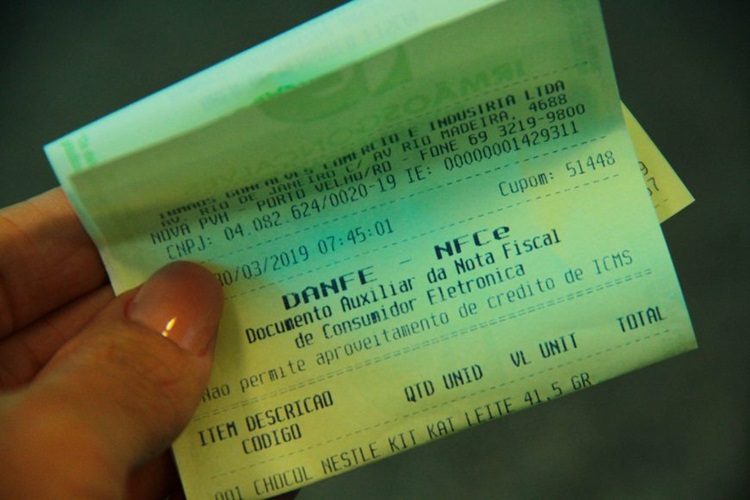 IRMAOS GONCALVES COMERCIO E INDUSTRIA LTDA
AV. RIO DE JANEIRO C/ AV RIO MADEIRA, 4688
NOVA PVH - PORTO VELHO/RO - FONE 69 3219-9800
CNPJ: 04.082.624/0020-19 IE: 00000001429311
30/03/2019 07:45:01 Cupom: 51448
DANFE - NFCe
Documento Auxiliar da Nota Fiscal
de Consumidor Eletronica
Nao permite aproveitamento de credito de ICMS
ITEM DESCRICAO QTD UNID VL UNIT TOTAL
CODIGO
001 CHOCOL NESTLE KIT KAT LEITE 41,5 GR